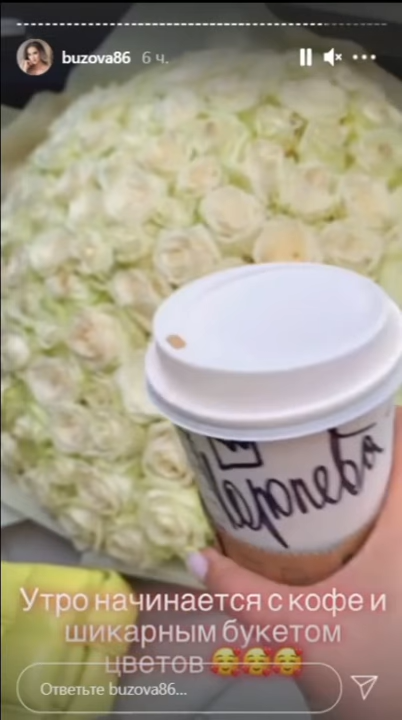 buzova86 6 ч.
Королева
Утро начинается с кофе и
шикарным букетом
цветов 🥰🥰🥰
Ответьте buzova86...